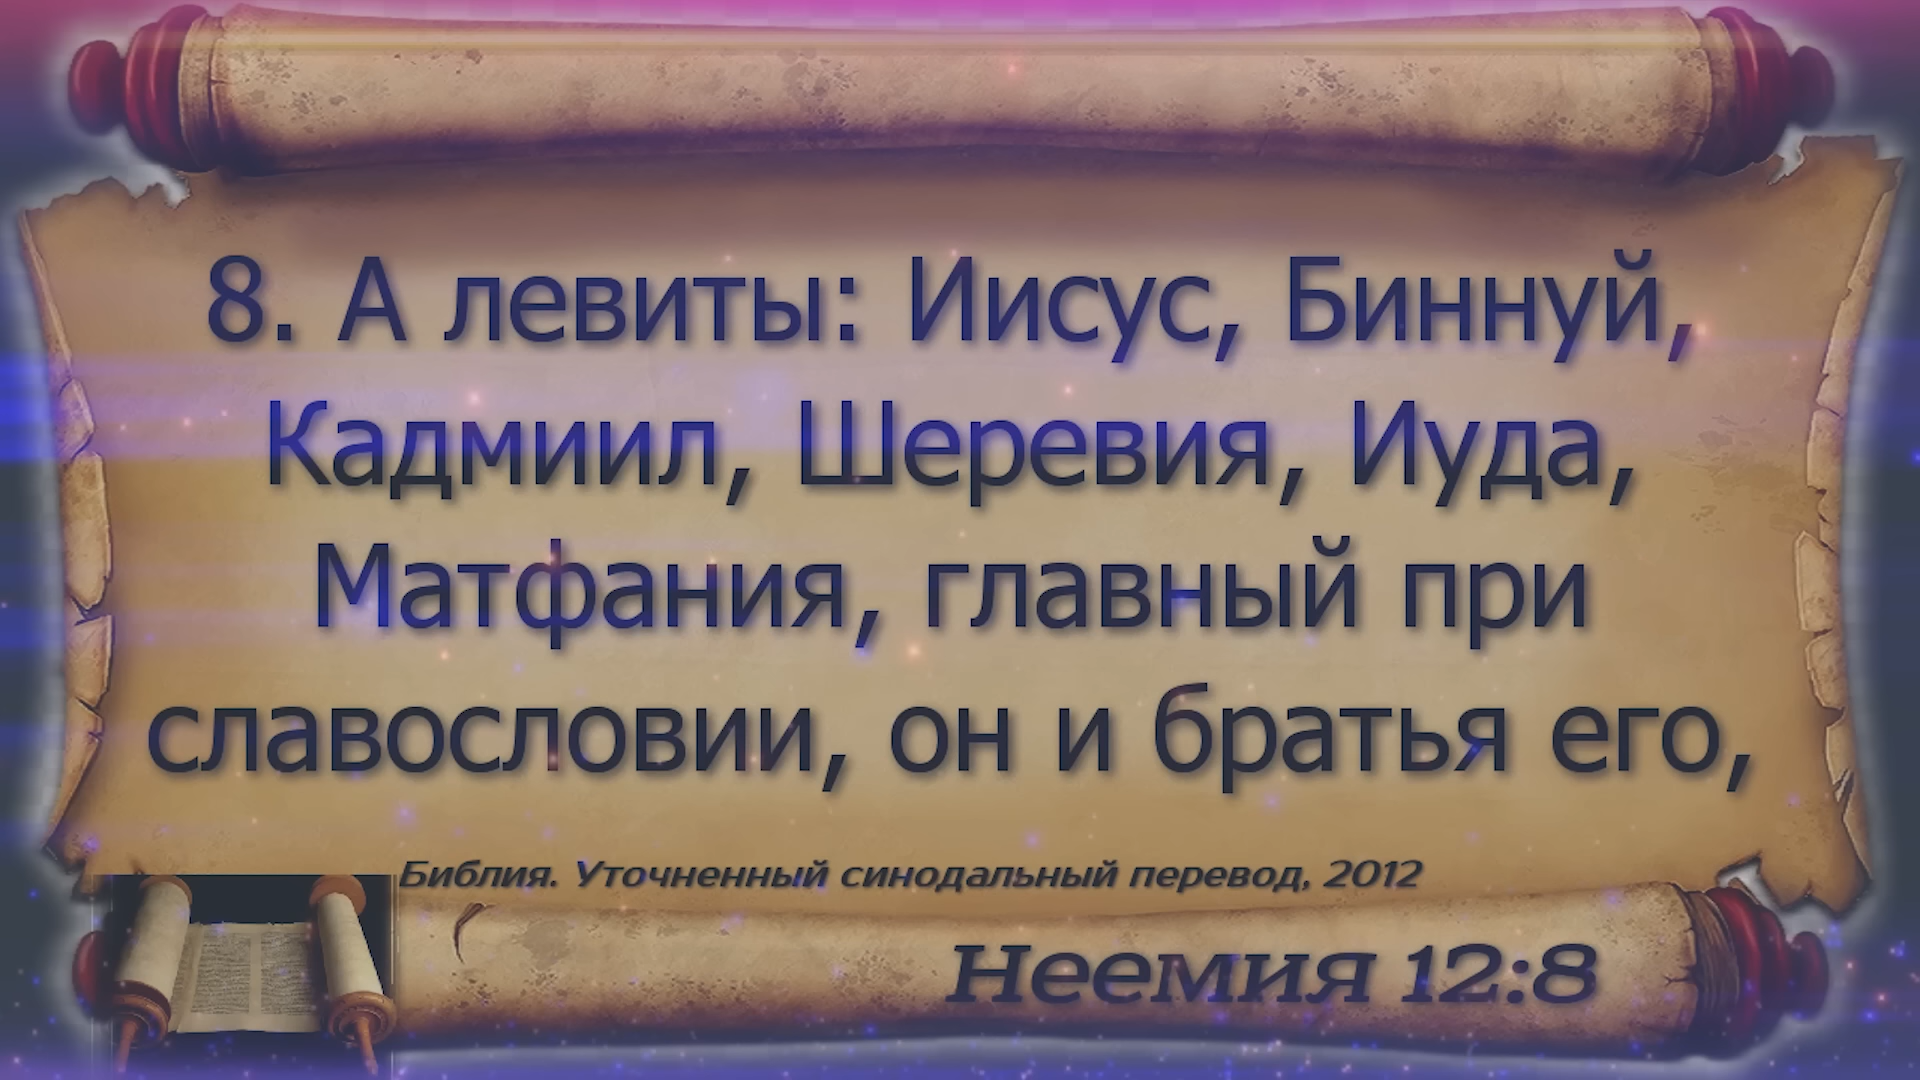 8. А левиты: Иисус, Биннуй,
Кадмиил, Шеревия, Иуда,
Матфания, главный при
славословии, он и братья его,
Библия. Уточненный синодальный перевод, 2012
Неемия 12:8